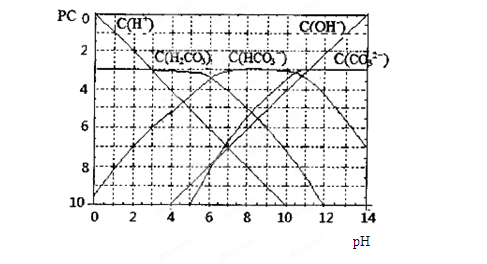 PC 0
C(H⁺)
C(OH⁻)
2
C(H₂CO₃)
C(HCO₃⁻)
C(CO₃²⁻)
4
6
8
10
0 2 4 6 8 10 12 14
pH